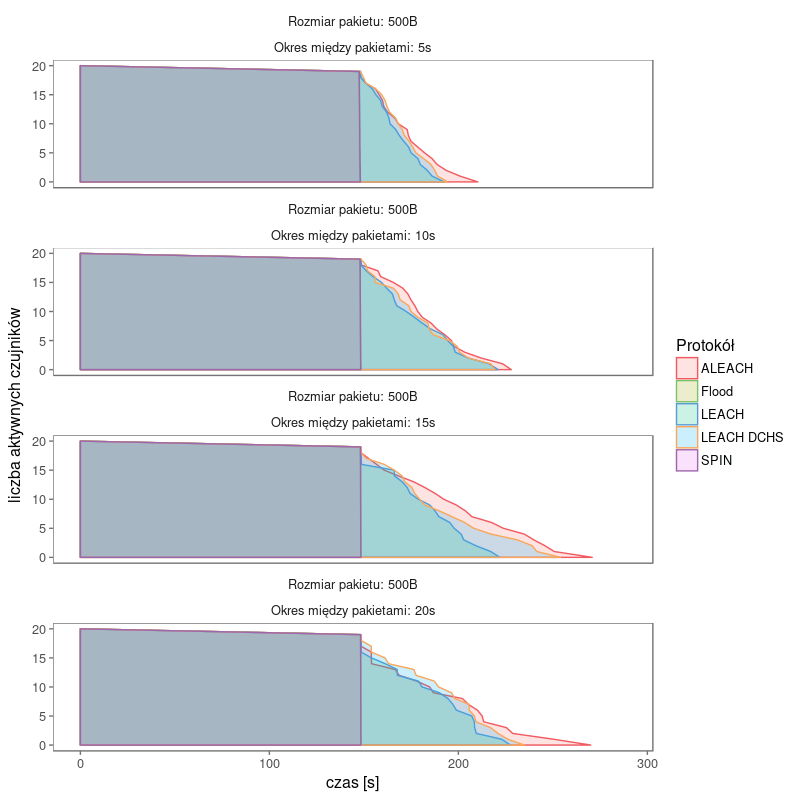 Rozmiar pakietu: 500B
Okres między pakietami: 5s
20
15
10
5
0
Rozmiar pakietu: 500B
Okres między pakietami: 10s
20
15
10
5
0
Rozmiar pakietu: 500B
Okres między pakietami: 15s
20
15
10
5
0
Rozmiar pakietu: 500B
Okres między pakietami: 20s
20
15
10
5
0
0 100 200 300
czas [s]
liczba aktywnych czujników
Protokół
ALEACH
Flood
LEACH
LEACH DCHS
SPIN